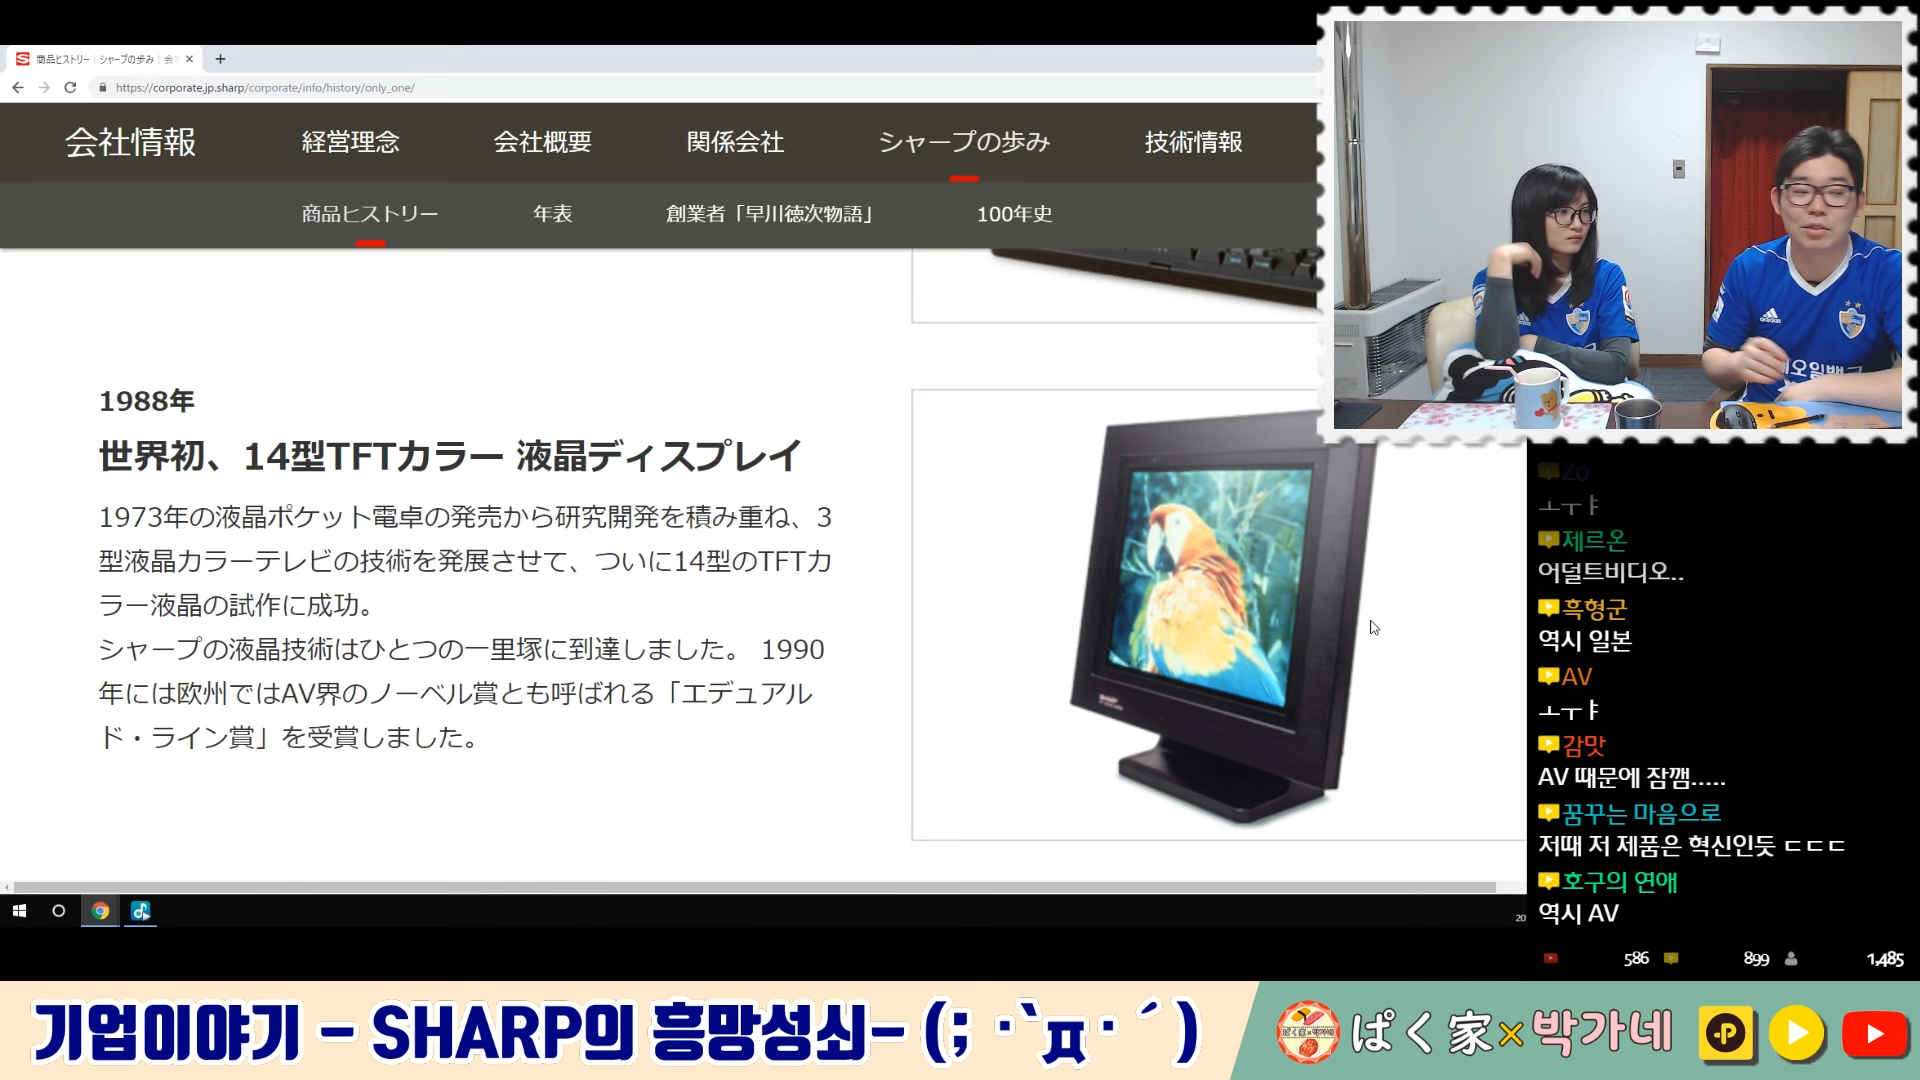 商品ヒストリー｜シャープの歩み｜会
https://corporate.jp.sharp/corporate/info/history/only_one/
会社情報 経営理念 会社概要 関係会社 シャープの歩み 技術情報
商品ヒストリー 年表 創業者「早川徳次物語」 100年史
1988年
世界初、14型TFTカラー 液晶ディスプレイ
1973年の液晶ポケット電卓の発売から研究開発を積み重ね、3
型液晶カラーテレビの技術を発展させて、ついに14型のTFTカ
ラー液晶の試作に成功。
シャープの液晶技術はひとつの一里塚に到達しました。 1990
年には欧州ではAV界のノーベル賞とも呼ばれる「エデュアル
ド・ライン賞」を受賞しました。
adidas
Zo
ㅗㅜㅑ
제르온
어덜트비디오..
흑형군
역시 일본
AV
ㅗㅜㅑ
감맛
AV 때문에 잠깸.....
꿈꾸는 마음으로
저때 저 제품은 혁신인듯 ㄷㄷㄷ
호구의 연애
역시 AV
586 899 1,485
20
기업이야기 – SHARP의 흥망성쇠– (; ･`д･´)
ぱく家×박가네